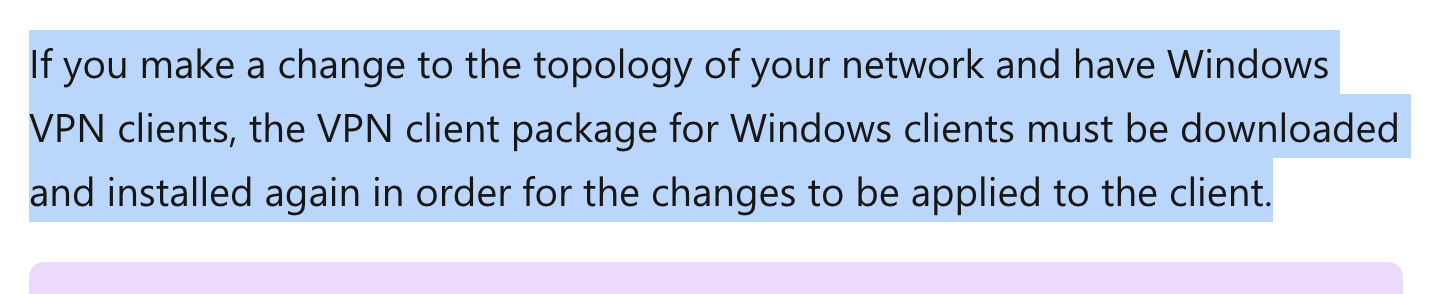 If you make a change to the topology of your network and have Windows
VPN clients, the VPN client package for Windows clients must be downloaded
and installed again in order for the changes to be applied to the client.